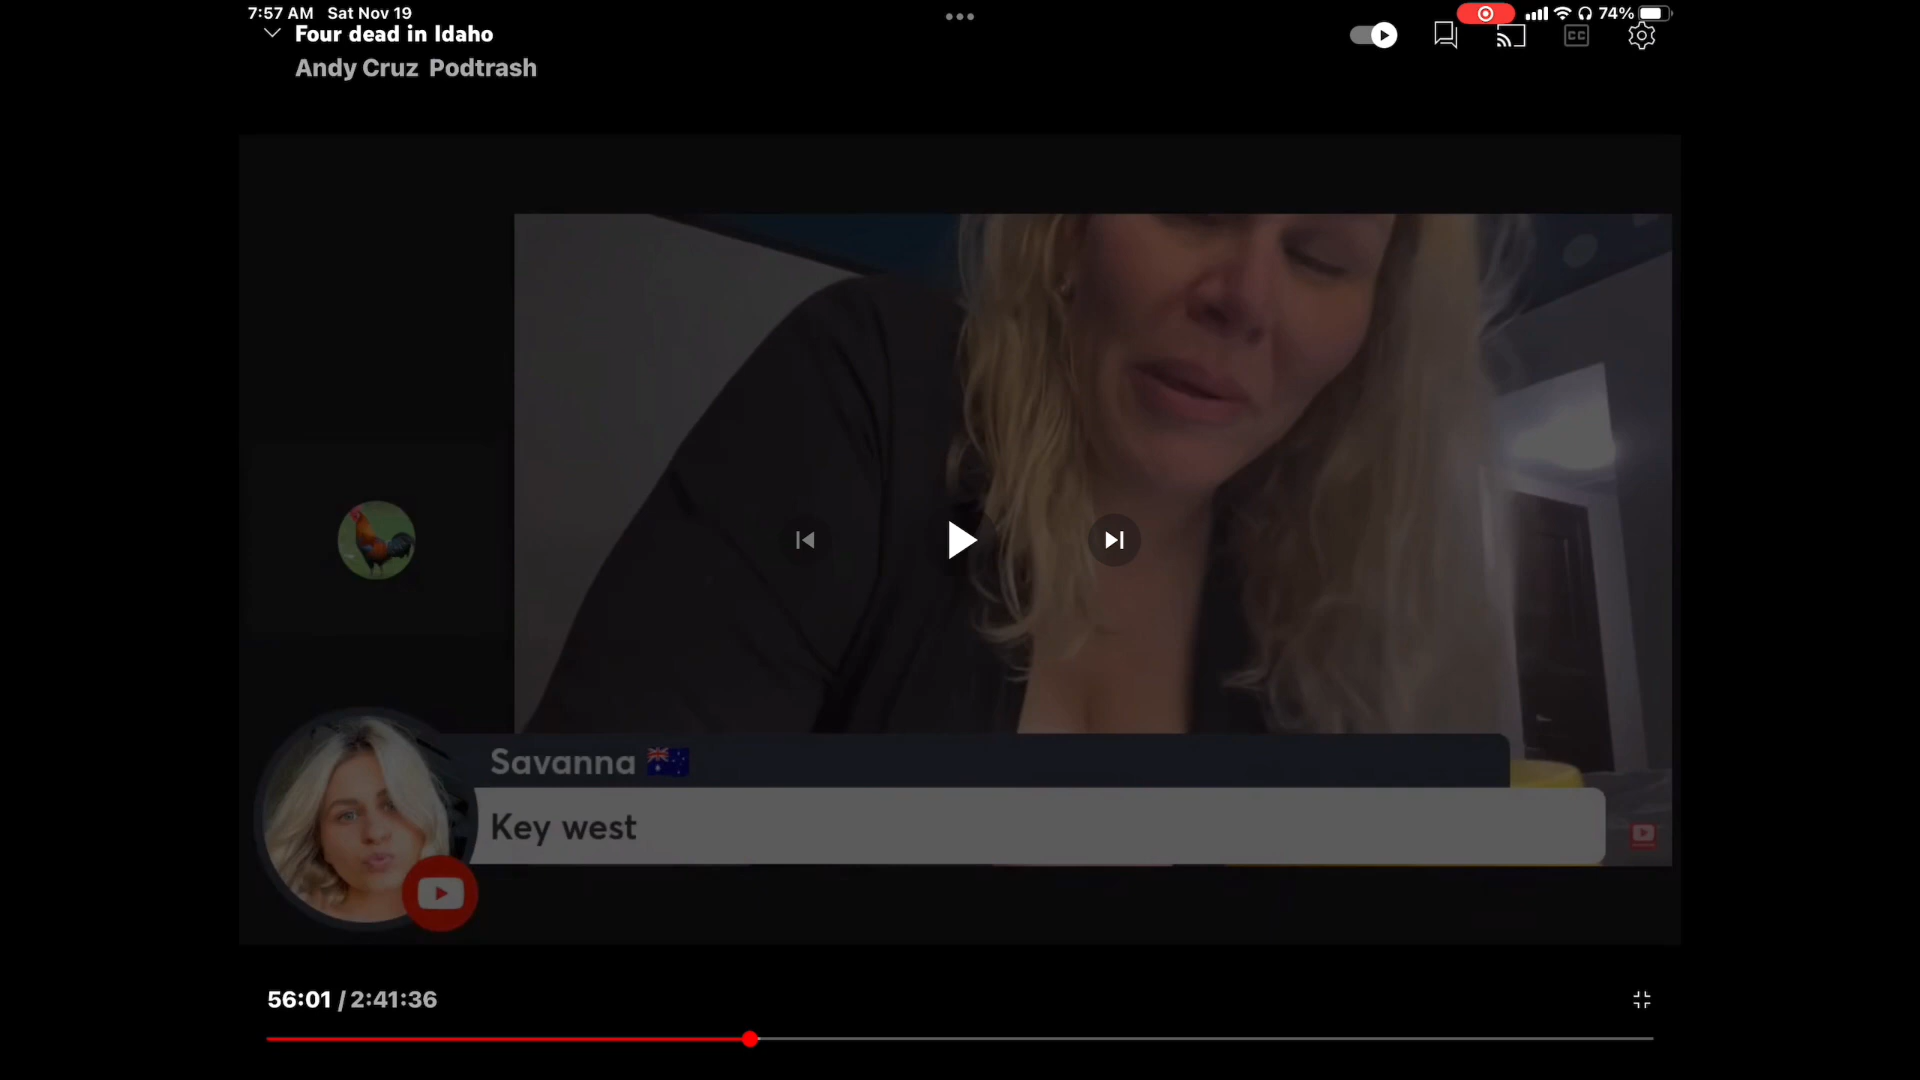 7:57 AM Sat Nov 19
74%
Four dead in Idaho
CC
Andy Cruz Podtrash
Savanna
Key west
56:01 / 2:41:36